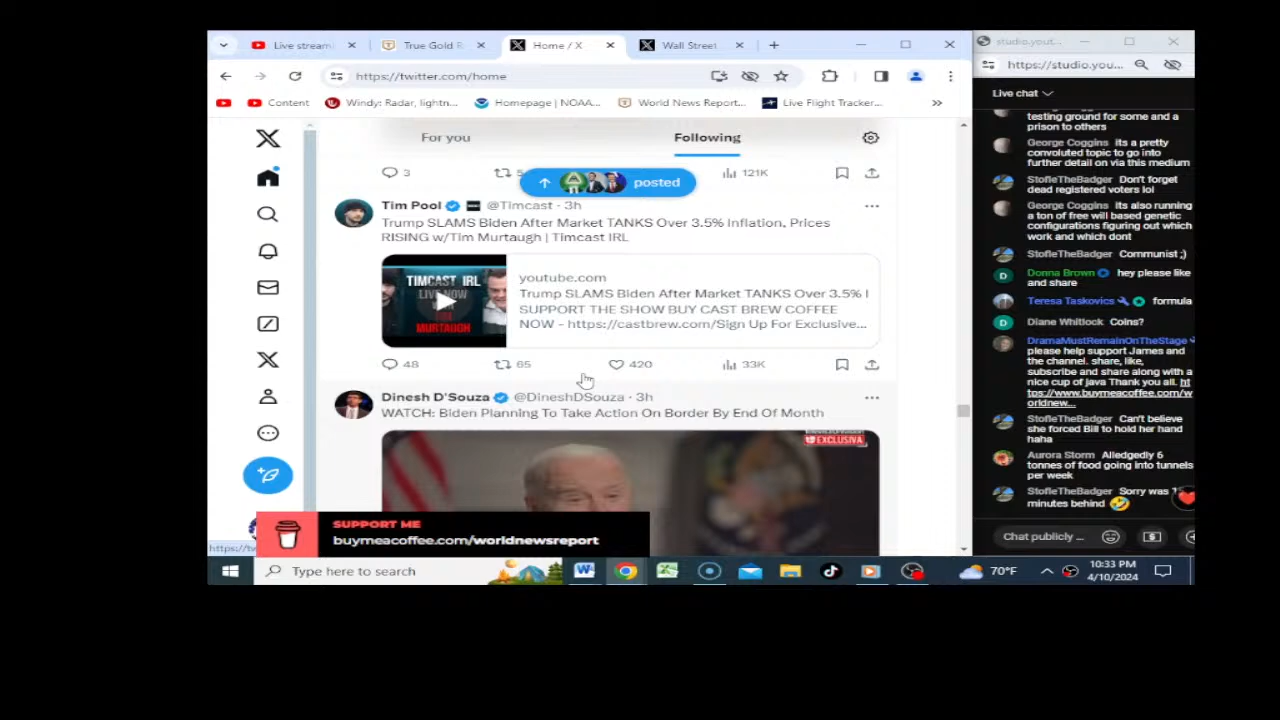 Live stream
True Gold R
Home / X
Wall Street
https://twitter.com/home
Content
Windy: Radar, lightn...
Homepage | NOAA...
World News Report...
Live Flight Tracker...
»
For you
Following
3
121K
posted
Tim Pool @Timcast · 3h
Trump SLAMS Biden After Market TANKS Over 3.5% Inflation, Prices
RISING w/Tim Murtaugh | Timcast IRL
TIMCAST IRL
LIVE NOW
TIM
MURTAUGH
youtube.com
Trump SLAMS Biden After Market TANKS Over 3.5% I
SUPPORT THE SHOW BUY CAST BREW COFFEE
NOW - https://castbrew.com/Sign Up For Exclusive...
48
65
420
33K
Dinesh D'Souza @DineshDSouza · 3h
WATCH: Biden Planning To Take Action On Border By End Of Month
EXCLUSIVA
SUPPORT ME
buymeacoffee.com/worldnewsreport
Type here to search
70°F
10:33 PM
4/10/2024
studio.yout...
https://studio.you...
Live chat
testing ground for some and a
prison to others
George Coggins its a pretty
convoluted topic to go into
further detail on via this medium
StofleTheBadger Don't forget
dead registered voters lol
George Coggins its also running
a ton of free will based genetic
configurations figuring out which
work and which dont
StofleTheBadger Communist ;)
Donna Brown hey please like
and share
Teresa Taskovics formula
Diane Whitlock Coins?
DramaMustRemainOnTheStage
please help support James and
the channel. share, like,
subscribe and share along with a
nice cup of java Thank you all. ht
tps://www.buymeacoffee.com/w
orldnew...
StofleTheBadger Can't believe
she forced Bill to hold her hand
haha
Aurora Storm Alledgedly 6
tonnes of food going into tunnels
per week
StofleTheBadger Sorry was
minutes behind
Chat publicly ...